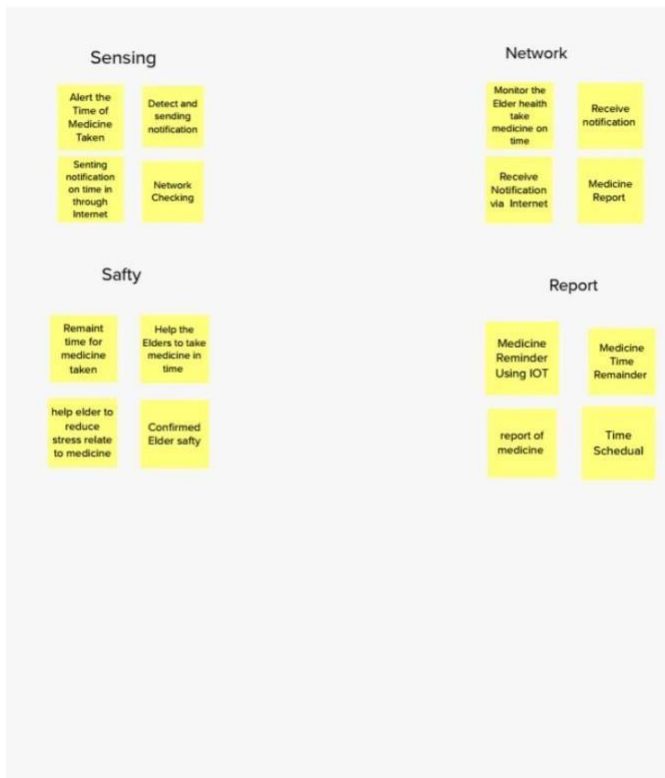 Sensing
Alert the
Time of
Medicine
Taken
Detect and
sending
notification
Senting
notification
on time in
through
Internet
Network
Checking
Network
Monitor the
Elder health
take
medicine on
time
Receive
notification
Receive
Notification
via Internet
Medicine
Report
Safty
Remaint
time for
medicine
taken
Help the
Elders to take
medicine in
time
help elder to
reduce
stress relate
to medicine
Confirmed
Elder safty
Report
Medicine
Reminder
Using IOT
Medicine
Time
Remainder
report of
medicine
Time
Schedual